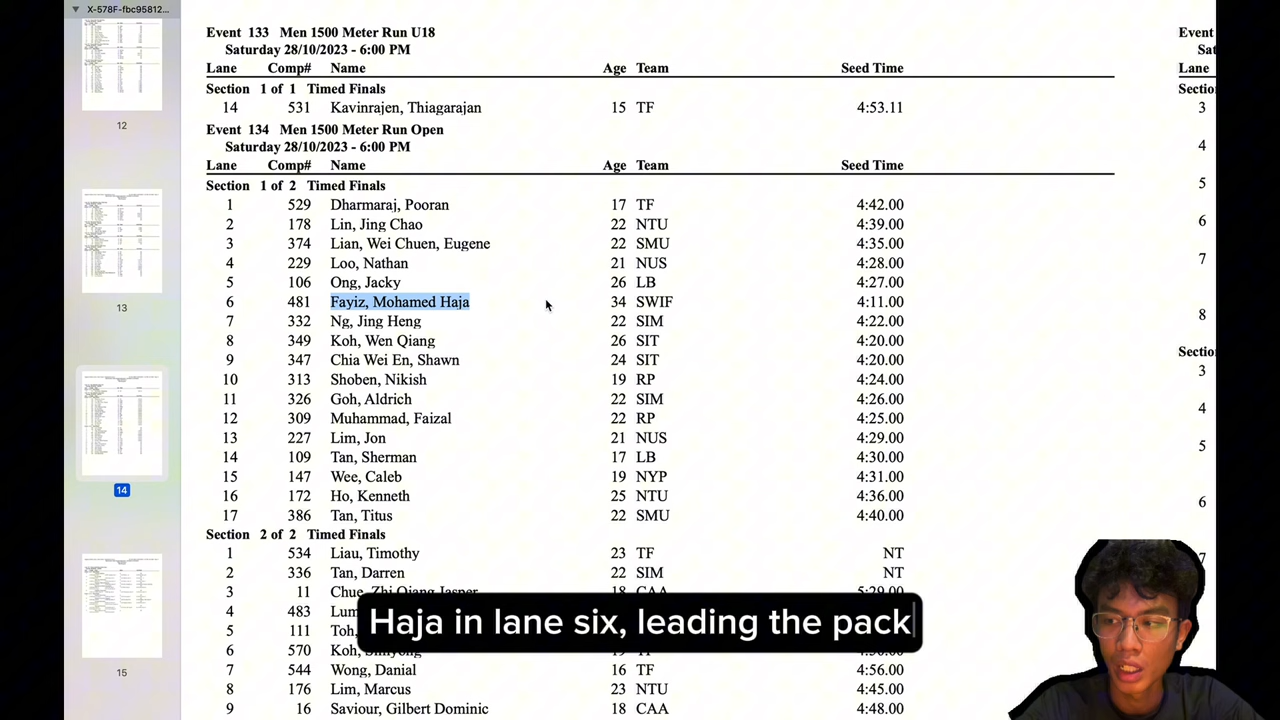 X-578F-fbc95812...
12
13
14
15
Event 133 Men 1500 Meter Run U18
Saturday 28/10/2023 - 6:00 PM
Lane Comp# Name Age Team Seed Time
Section 1 of 1 Timed Finals
14 531 Kavinrajen, Thiagarajan 15 TF 4:53.11
Event 134 Men 1500 Meter Run Open
Saturday 28/10/2023 - 6:00 PM
Lane Comp# Name Age Team Seed Time
Section 1 of 2 Timed Finals
1 529 Dharmaraj, Pooran 17 TF 4:42.00
2 178 Lin, Jing Chao 22 NTU 4:39.00
3 374 Lian, Wei Chuen, Eugene 22 SMU 4:35.00
4 229 Loo, Nathan 21 NUS 4:28.00
5 106 Ong, Jacky 26 LB 4:27.00
6 481 Fayiz, Mohamed Haja 34 SWIF 4:11.00
7 332 Ng, Jing Heng 22 SIM 4:22.00
8 349 Koh, Wen Qiang 26 SIT 4:20.00
9 347 Chia Wei En, Shawn 24 SIT 4:20.00
10 313 Shoben, Nikish 19 RP 4:24.00
11 326 Goh, Aldrich 22 SIM 4:26.00
12 309 Muhammad, Faizal 22 RP 4:25.00
13 227 Lim, Jon 21 NUS 4:29.00
14 109 Tan, Sherman 17 LB 4:30.00
15 147 Wee, Caleb 19 NYP 4:31.00
16 172 Ho, Kenneth 25 NTU 4:36.00
17 386 Tan, Titus 22 SMU 4:40.00
Section 2 of 2 Timed Finals
1 534 Liau, Timothy 23 TF NT
2 336 Tan, Darren 22 SIM NT
3 11 Chue, Zhi Qiang Jasper 18 CAA 5:29.00
4 483 Lum
5 111 Toh,
6 570 Koh,
7 544 Wong, Danial 16 TF 4:56.00
8 176 Lim, Marcus 23 NTU 4:45.00
9 16 Saviour, Gilbert Dominic 18 CAA 4:48.00
Haja in lane six, leading the pack
Event
Lane
Sectio
3
4
5
6
7
8
Sectio
3
4
5
6
7